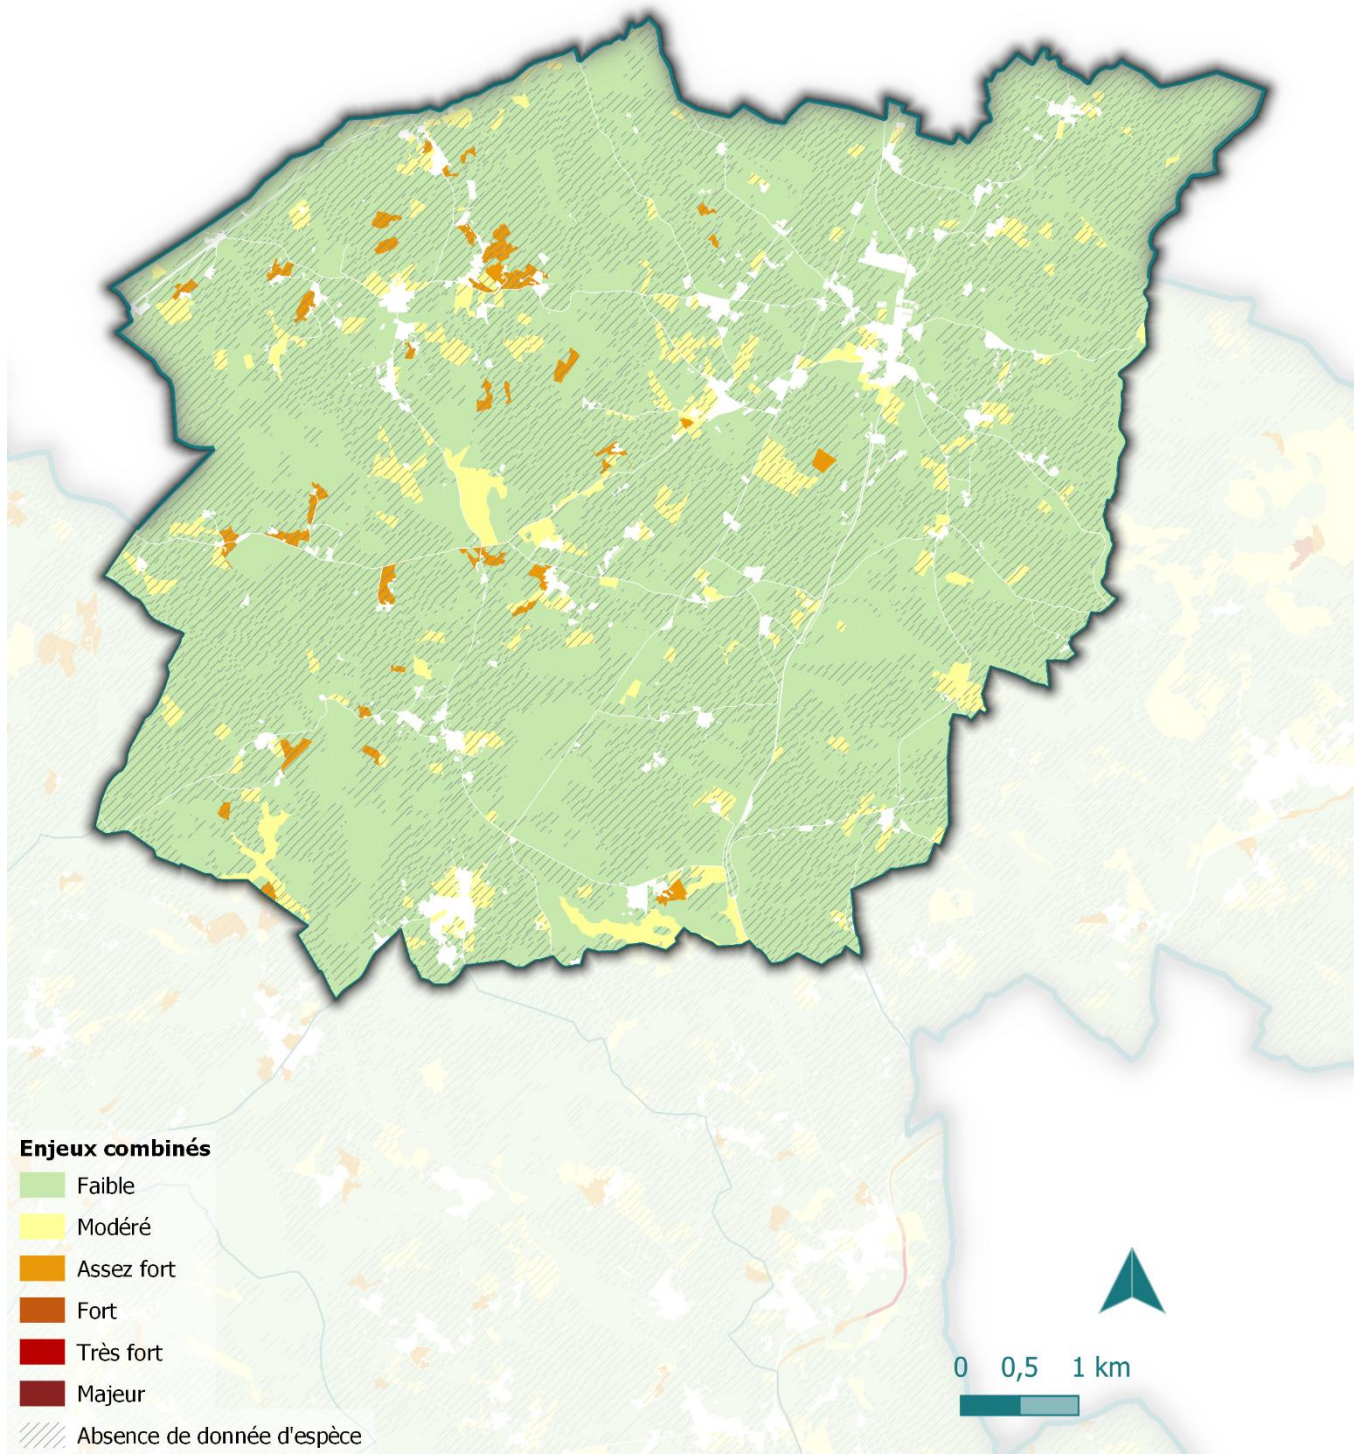 Enjeux combinés
Faible
Modéré
Assez fort
Fort
Très fort
Majeur
Absence de donnée d'espèce
0 0,5 1 km